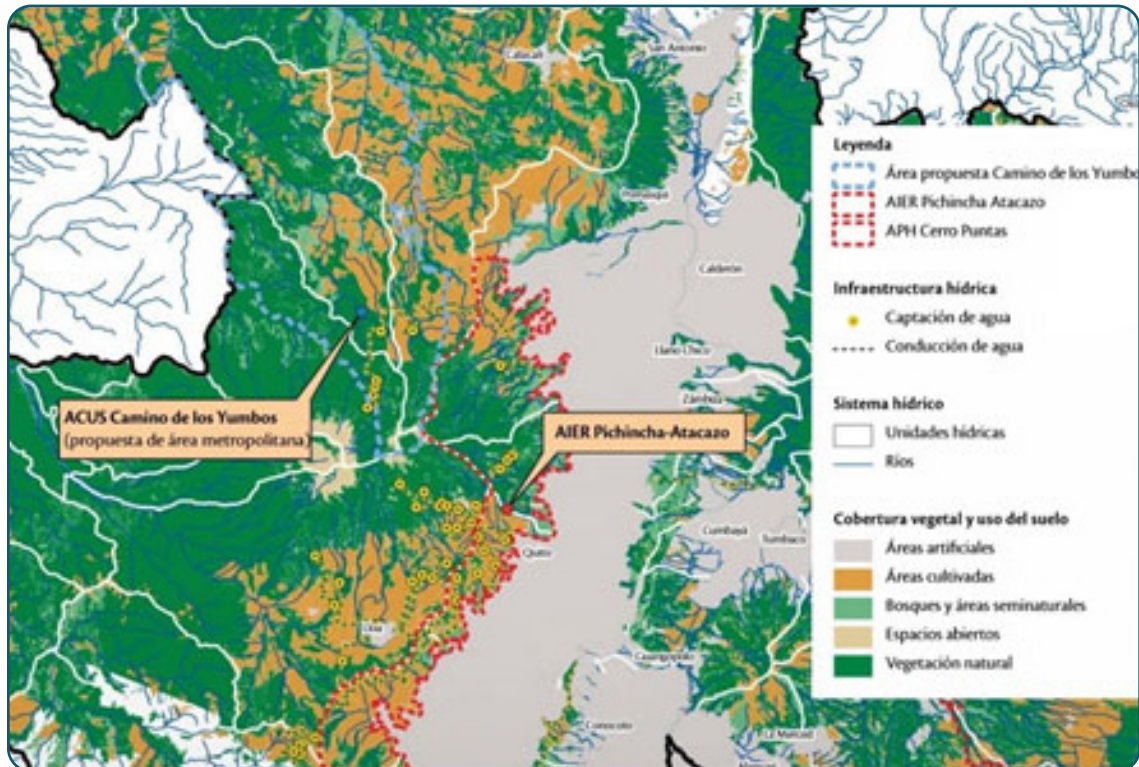 Calacalí
San Antonio
Pomasqui
Calderón
Llano Chico
Zámbiza
ACUS Camino de los Yumbos
(propuesta de área metropolitana)
AIER Pichincha-Atacazo
Quito
Cumbayá
Tumbaco
Lloa
Guangopolo
Conocoto
La Merced
Leyenda
Área propuesta Camino de los Yumbo
AIER Pichincha Atacazo
APH Cerro Puntas
Infraestructura hídrica
Captación de agua
Conducción de agua
Sistema hídrico
Unidades hídricas
Ríos
Cobertura vegetal y uso del suelo
Áreas artificiales
Áreas cultivadas
Bosques y áreas seminaturales
Espacios abiertos
Vegetación natural